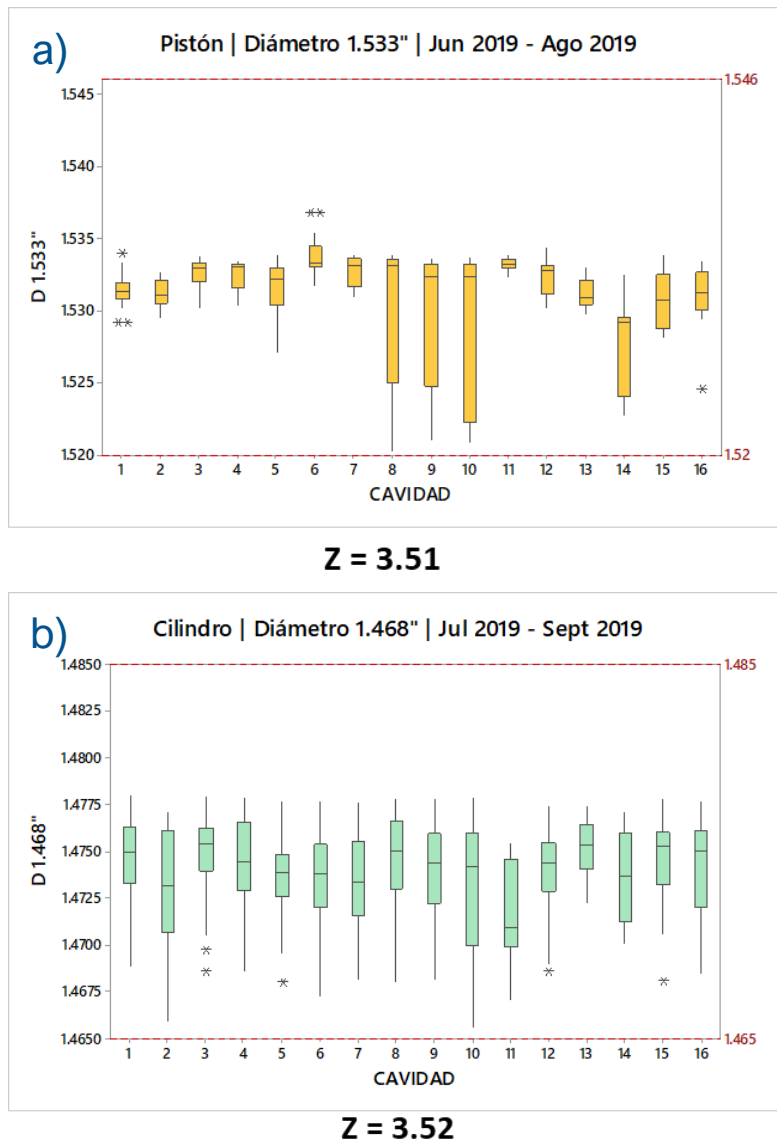 a)
Pistón | Diámetro 1.533" | Jun 2019 - Ago 2019
1.546
1.545
1.540
1.535
1.530
1.525
1.520
1.52
D 1.533"
1 2 3 4 5 6 7 8 9 10 11 12 13 14 15 16
CAVIDAD
Z = 3.51
b)
Cilindro | Diámetro 1.468" | Jul 2019 - Sept 2019
1.4850
1.485
1.4825
1.4800
1.4775
1.4750
1.4725
1.4700
1.4675
1.4650
1.465
D 1.468"
1 2 3 4 5 6 7 8 9 10 11 12 13 14 15 16
CAVIDAD
Z = 3.52